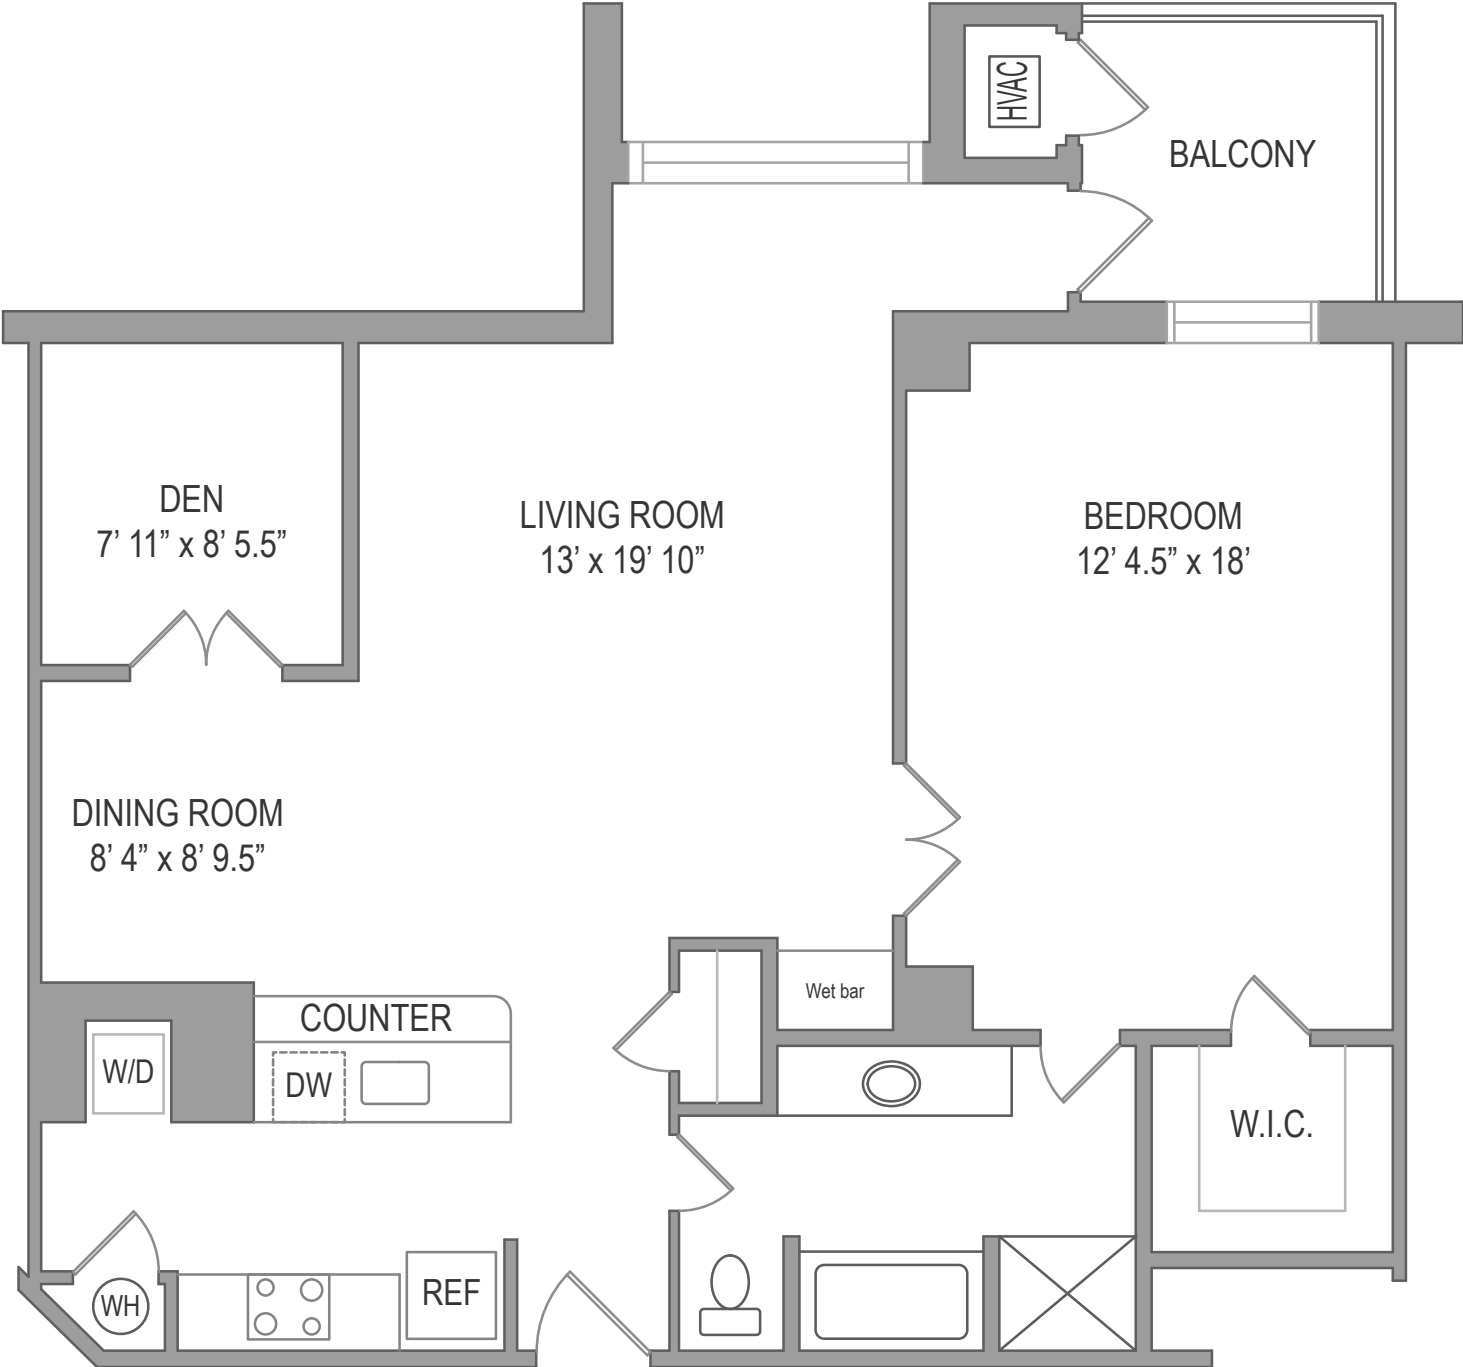 HVAC
BALCONY
DEN
7’ 11” x 8’ 5.5”
LIVING ROOM
13’ x 19’ 10”
BEDROOM
12’ 4.5” x 18’
DINING ROOM
8’ 4” x 8’ 9.5”
Wet bar
COUNTER
W/D
DW
W.I.C.
WH
REF